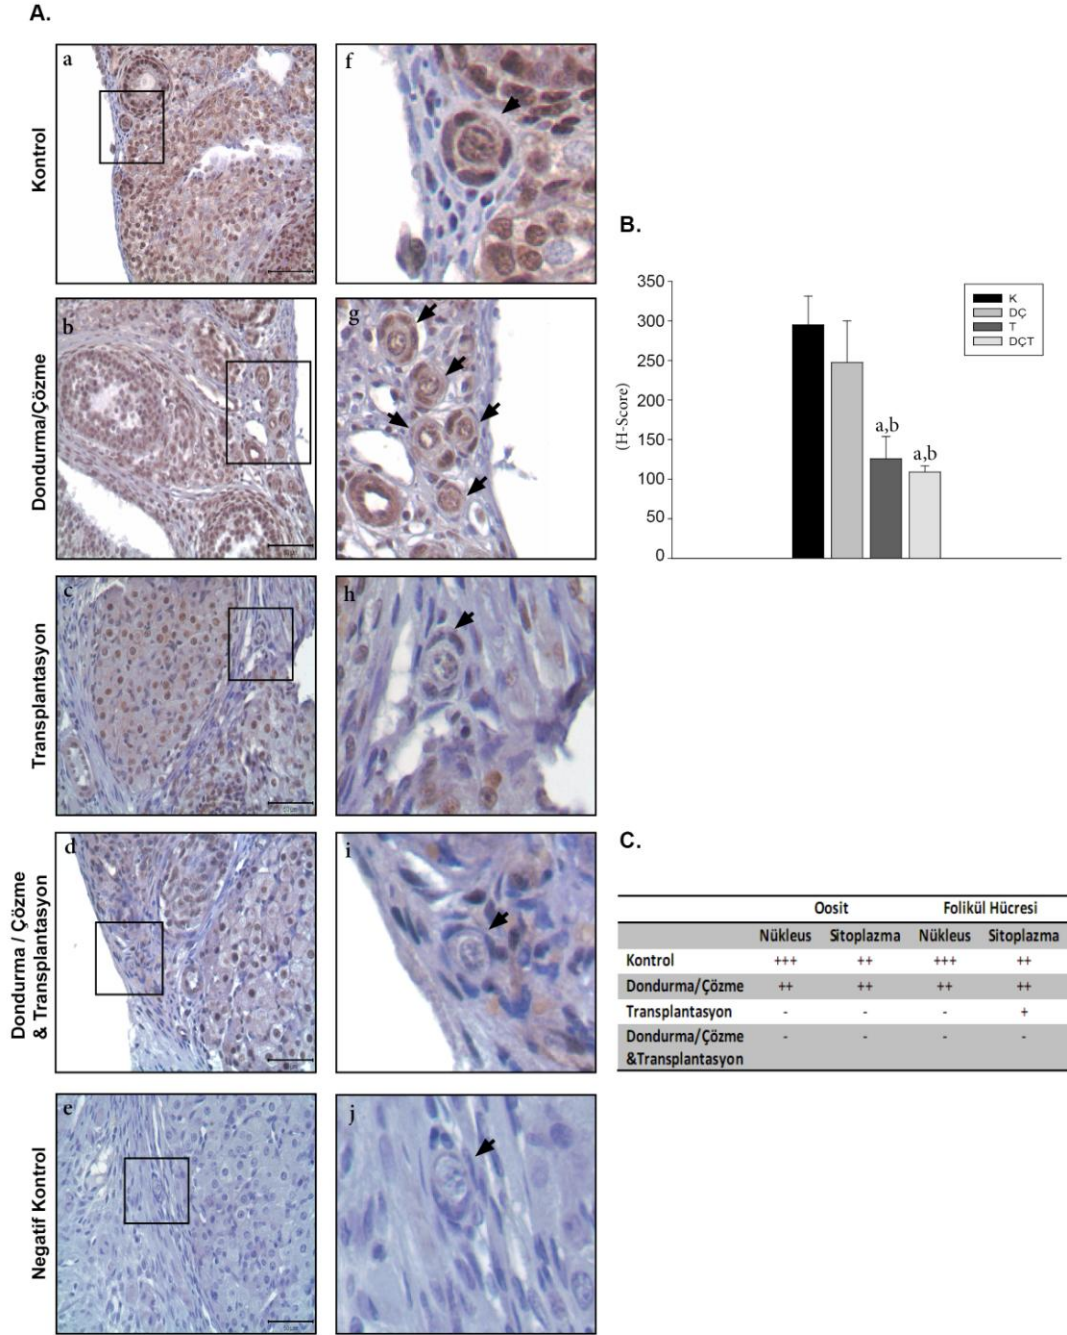 A.
Kontrol
a
f
Dondurma/Çözme
b
g
Transplantasyon
c
h
Dondurma / Çözme
& Transplantasyon
d
i
Negatif Kontrol
e
j
B.
(H-Score)
350
300
250
200
150
100
50
0
a,b
a,b
K
DÇ
T
DÇT
C.
Oosit Folikül Hücresi
Nükleus Sitoplazma Nükleus Sitoplazma
Kontrol +++ ++ +++ ++
Dondurma/Çözme ++ ++ ++ ++
Transplantasyon - - - +
Dondurma/Çözme - - - -
&Transplantasyon